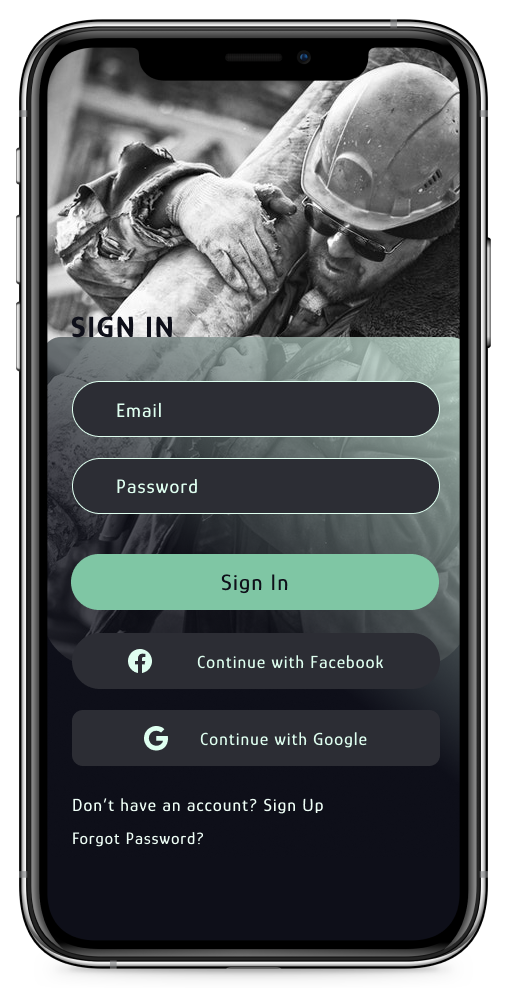 SIGN IN
Email
Password
Sign In
Continue with Facebook
Continue with Google
Don't have an account? Sign Up
Forgot Password?